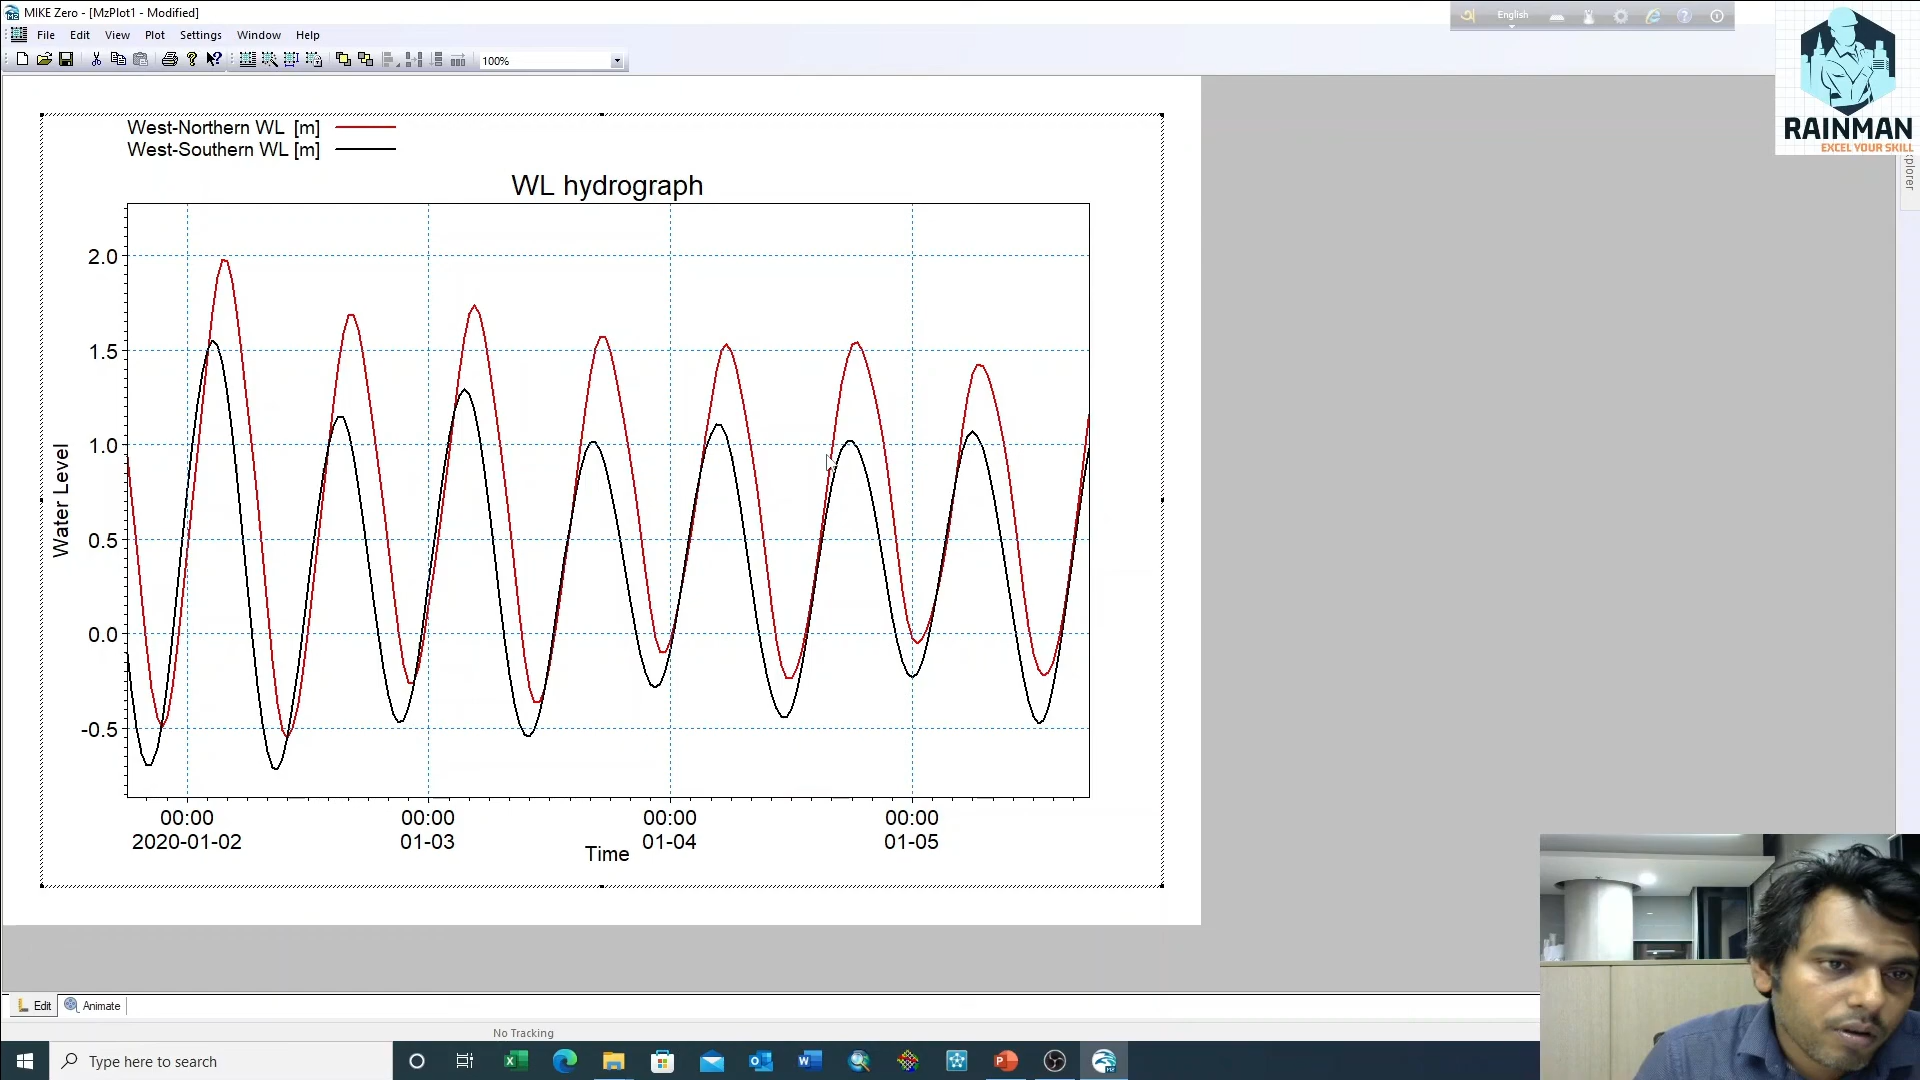 MIKE Zero - [MzPlot1 - Modified]
English
File Edit View Plot Settings Window Help
100%
RAINMAN
EXCEL YOUR SKILL
plorer
West-Northern WL [m]
West-Southern WL [m]
WL hydrograph
2.0
1.5
1.0
0.5
0.0
-0.5
Water Level
00:00 00:00 00:00 00:00
2020-01-02 01-03 01-04 01-05
Time
Edit Animate
No Tracking
Type here to search